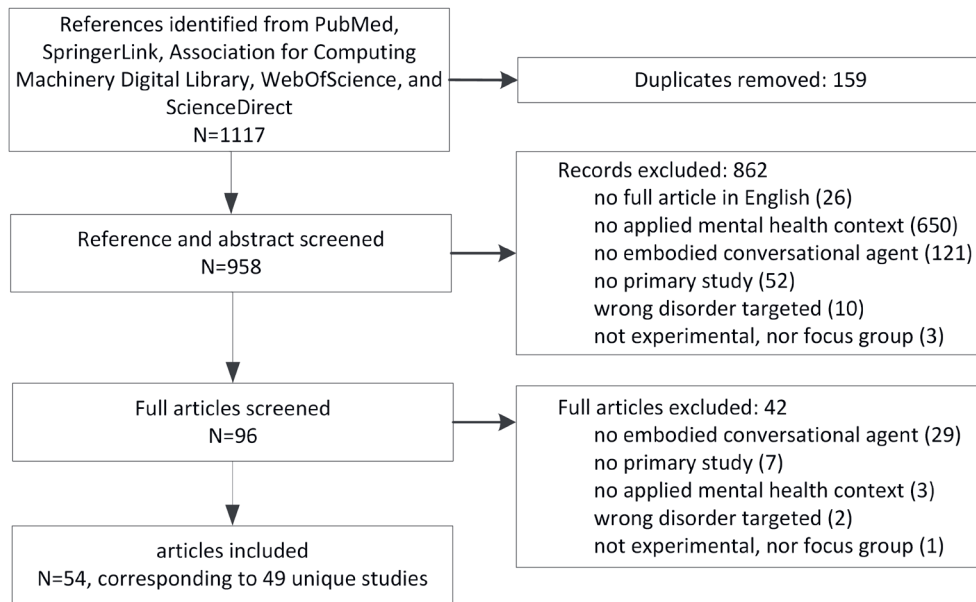 References identified from PubMed,
SpringerLink, Association for Computing
Machinery Digital Library, WebOfScience, and
ScienceDirect
N=1117
Duplicates removed: 159
Reference and abstract screened
N=958
Records excluded: 862
no full article in English (26)
no applied mental health context (650)
no embodied conversational agent (121)
no primary study (52)
wrong disorder targeted (10)
not experimental, nor focus group (3)
Full articles screened
N=96
Full articles excluded: 42
no embodied conversational agent (29)
no primary study (7)
no applied mental health context (3)
wrong disorder targeted (2)
not experimental, nor focus group (1)
articles included
N=54, corresponding to 49 unique studies